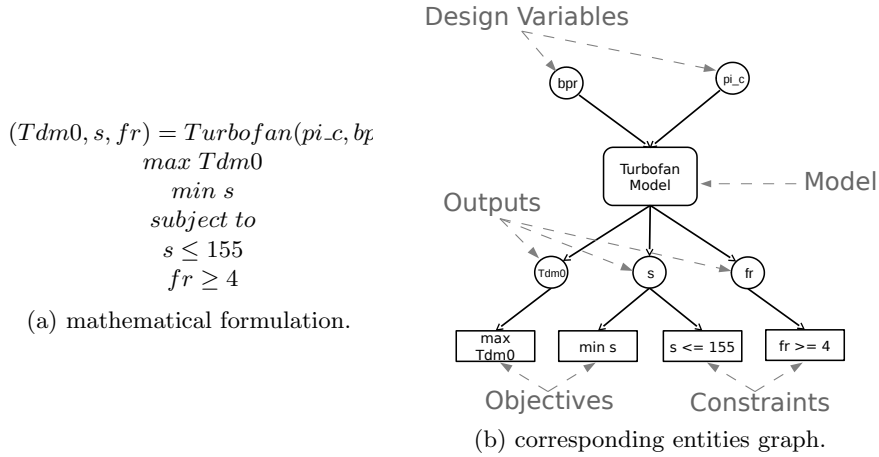 (Tdm0, s, fr) = Turbofan(pi_c, bp
max Tdm0
min s
subject to
s ≤ 155
fr ≥ 4
(a) mathematical formulation.
Design Variables
bpr
pi_c
Turbofan
Model
Model
Outputs
Tdm0
s
fr
max
Tdm0
min s
s <= 155
fr >= 4
Objectives
Constraints
(b) corresponding entities graph.